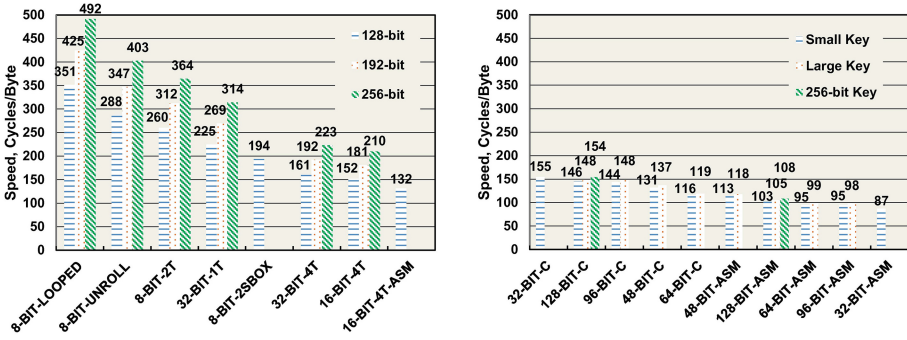 500
450
400
350
300
250
200
150
100
50
0
Speed, Cycles/Byte
128-bit
192-bit
256-bit
351
425
492
288
347
403
260
312
364
225
269
314
194
161
192
223
152
181
210
132
8-BIT-LOOPED
8-BIT-UNROLL
8-BIT-2T
32-BIT-1T
8-BIT-2SBOX
32-BIT-4T
16-BIT-4T
16-BIT-4T-ASM
500
450
400
350
300
250
200
150
100
50
0
Speed, Cycles/Byte
Small Key
Large Key
256-bit Key
155
146
148
154
144
148
131
137
116
119
113
118
103
105
108
95
99
95
98
87
32-BIT-C
128-BIT-C
96-BIT-C
48-BIT-C
64-BIT-C
48-BIT-ASM
128-BIT-ASM
64-BIT-ASM
96-BIT-ASM
32-BIT-ASM